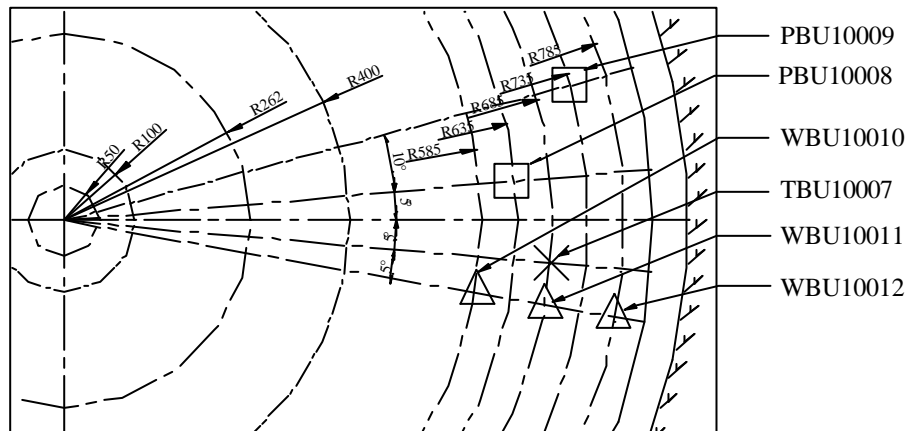 PBU10009
PBU10008
WBU10010
TBU10007
WBU10011
WBU10012
R785
R735
R685
R635
R585
R400
R262
R100
R50
10°
5°
5°
5°